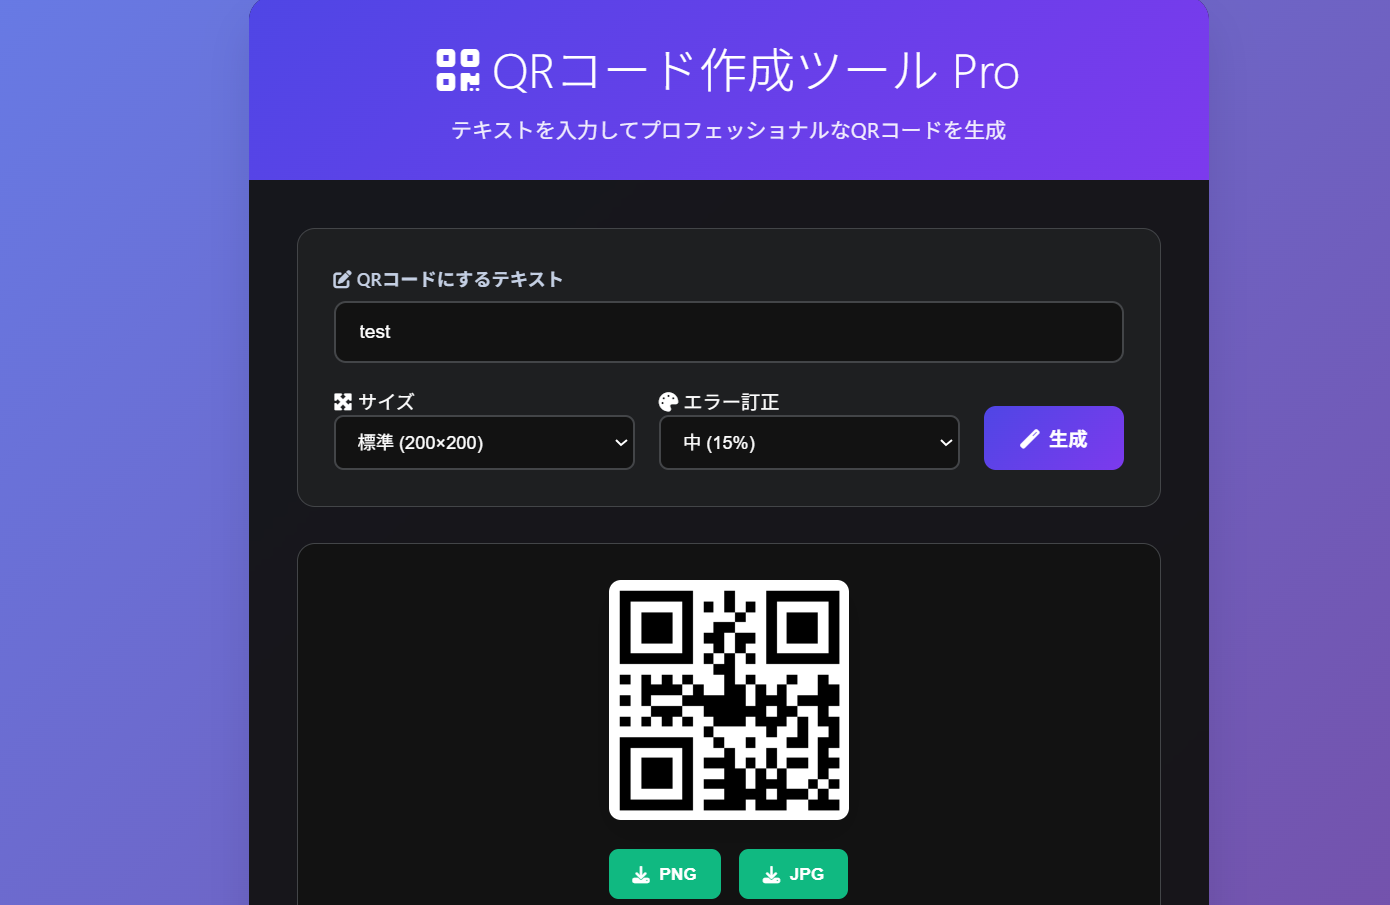 QRコード作成ツール Pro
テキストを入力してプロフェッショナルなQRコードを生成
QRコードにするテキスト
test
サイズ
エラー訂正
標準 (200×200)
中 (15%)
生成
PNG
JPG